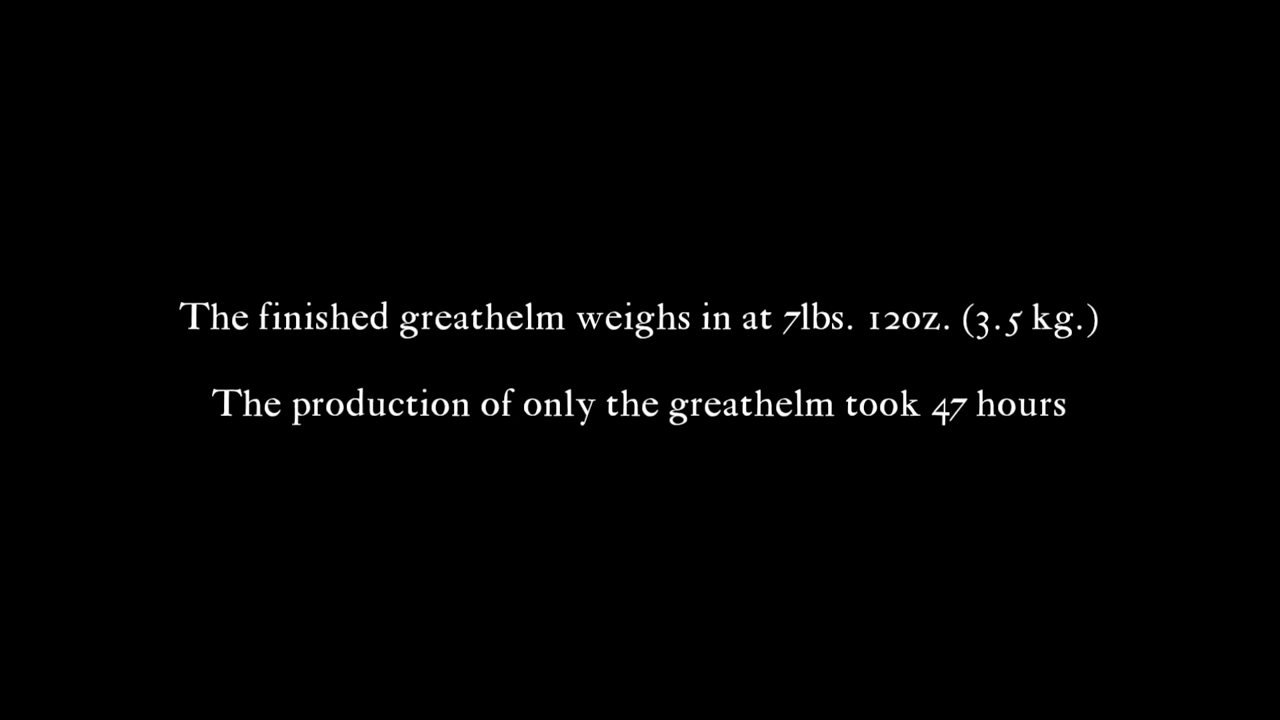 The finished greathelm weighs in at 7lbs. 12oz. (3.5 kg.)
The production of only the greathelm took 47 hours